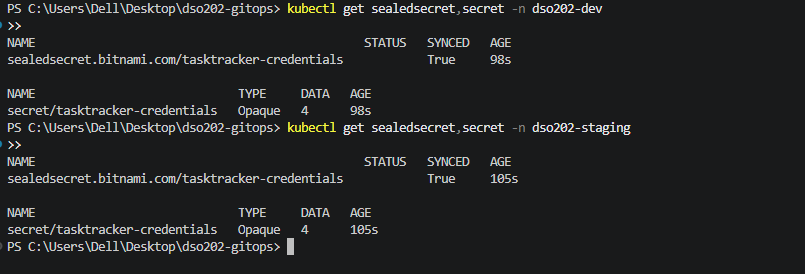 PS C:\Users\Dell\Desktop\dso202-gitops> kubectl get sealedsecret,secret -n dso202-dev
>>
NAME STATUS SYNCED AGE
sealedsecret.bitnami.com/tasktracker-credentials True 98s
NAME TYPE DATA AGE
secret/tasktracker-credentials Opaque 4 98s
PS C:\Users\Dell\Desktop\dso202-gitops> kubectl get sealedsecret,secret -n dso202-staging
>>
NAME STATUS SYNCED AGE
sealedsecret.bitnami.com/tasktracker-credentials True 105s
NAME TYPE DATA AGE
secret/tasktracker-credentials Opaque 4 105s
PS C:\Users\Dell\Desktop\dso202-gitops>